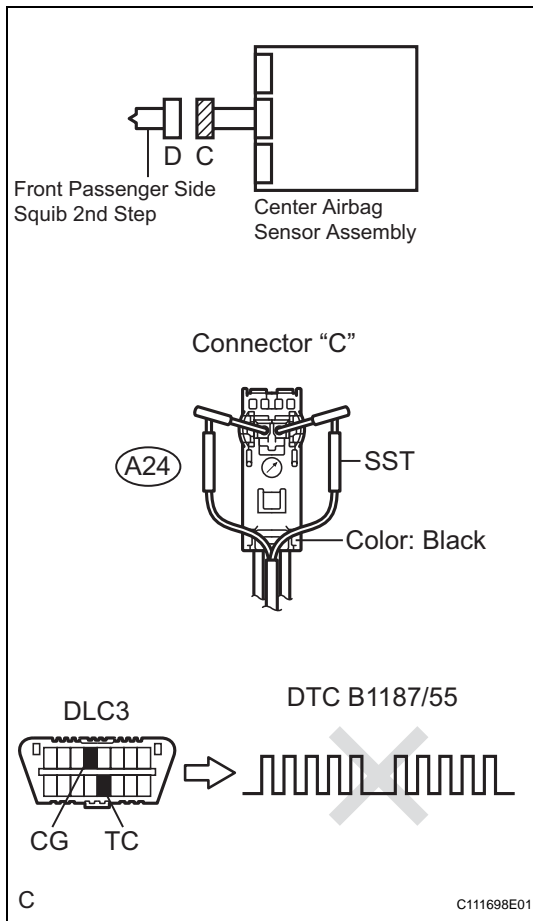 D C
Front Passenger Side
Squib 2nd Step
Center Airbag
Sensor Assembly
Connector “C”
A24
SST
Color: Black
DLC3
DTC B1187/55
CG TC
C
C111698E01